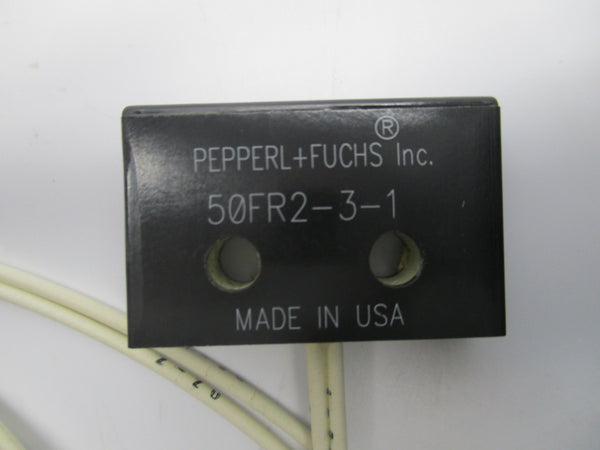 PEPPERL+FUCHS® Inc.
50FR2-3-1
MADE IN USA